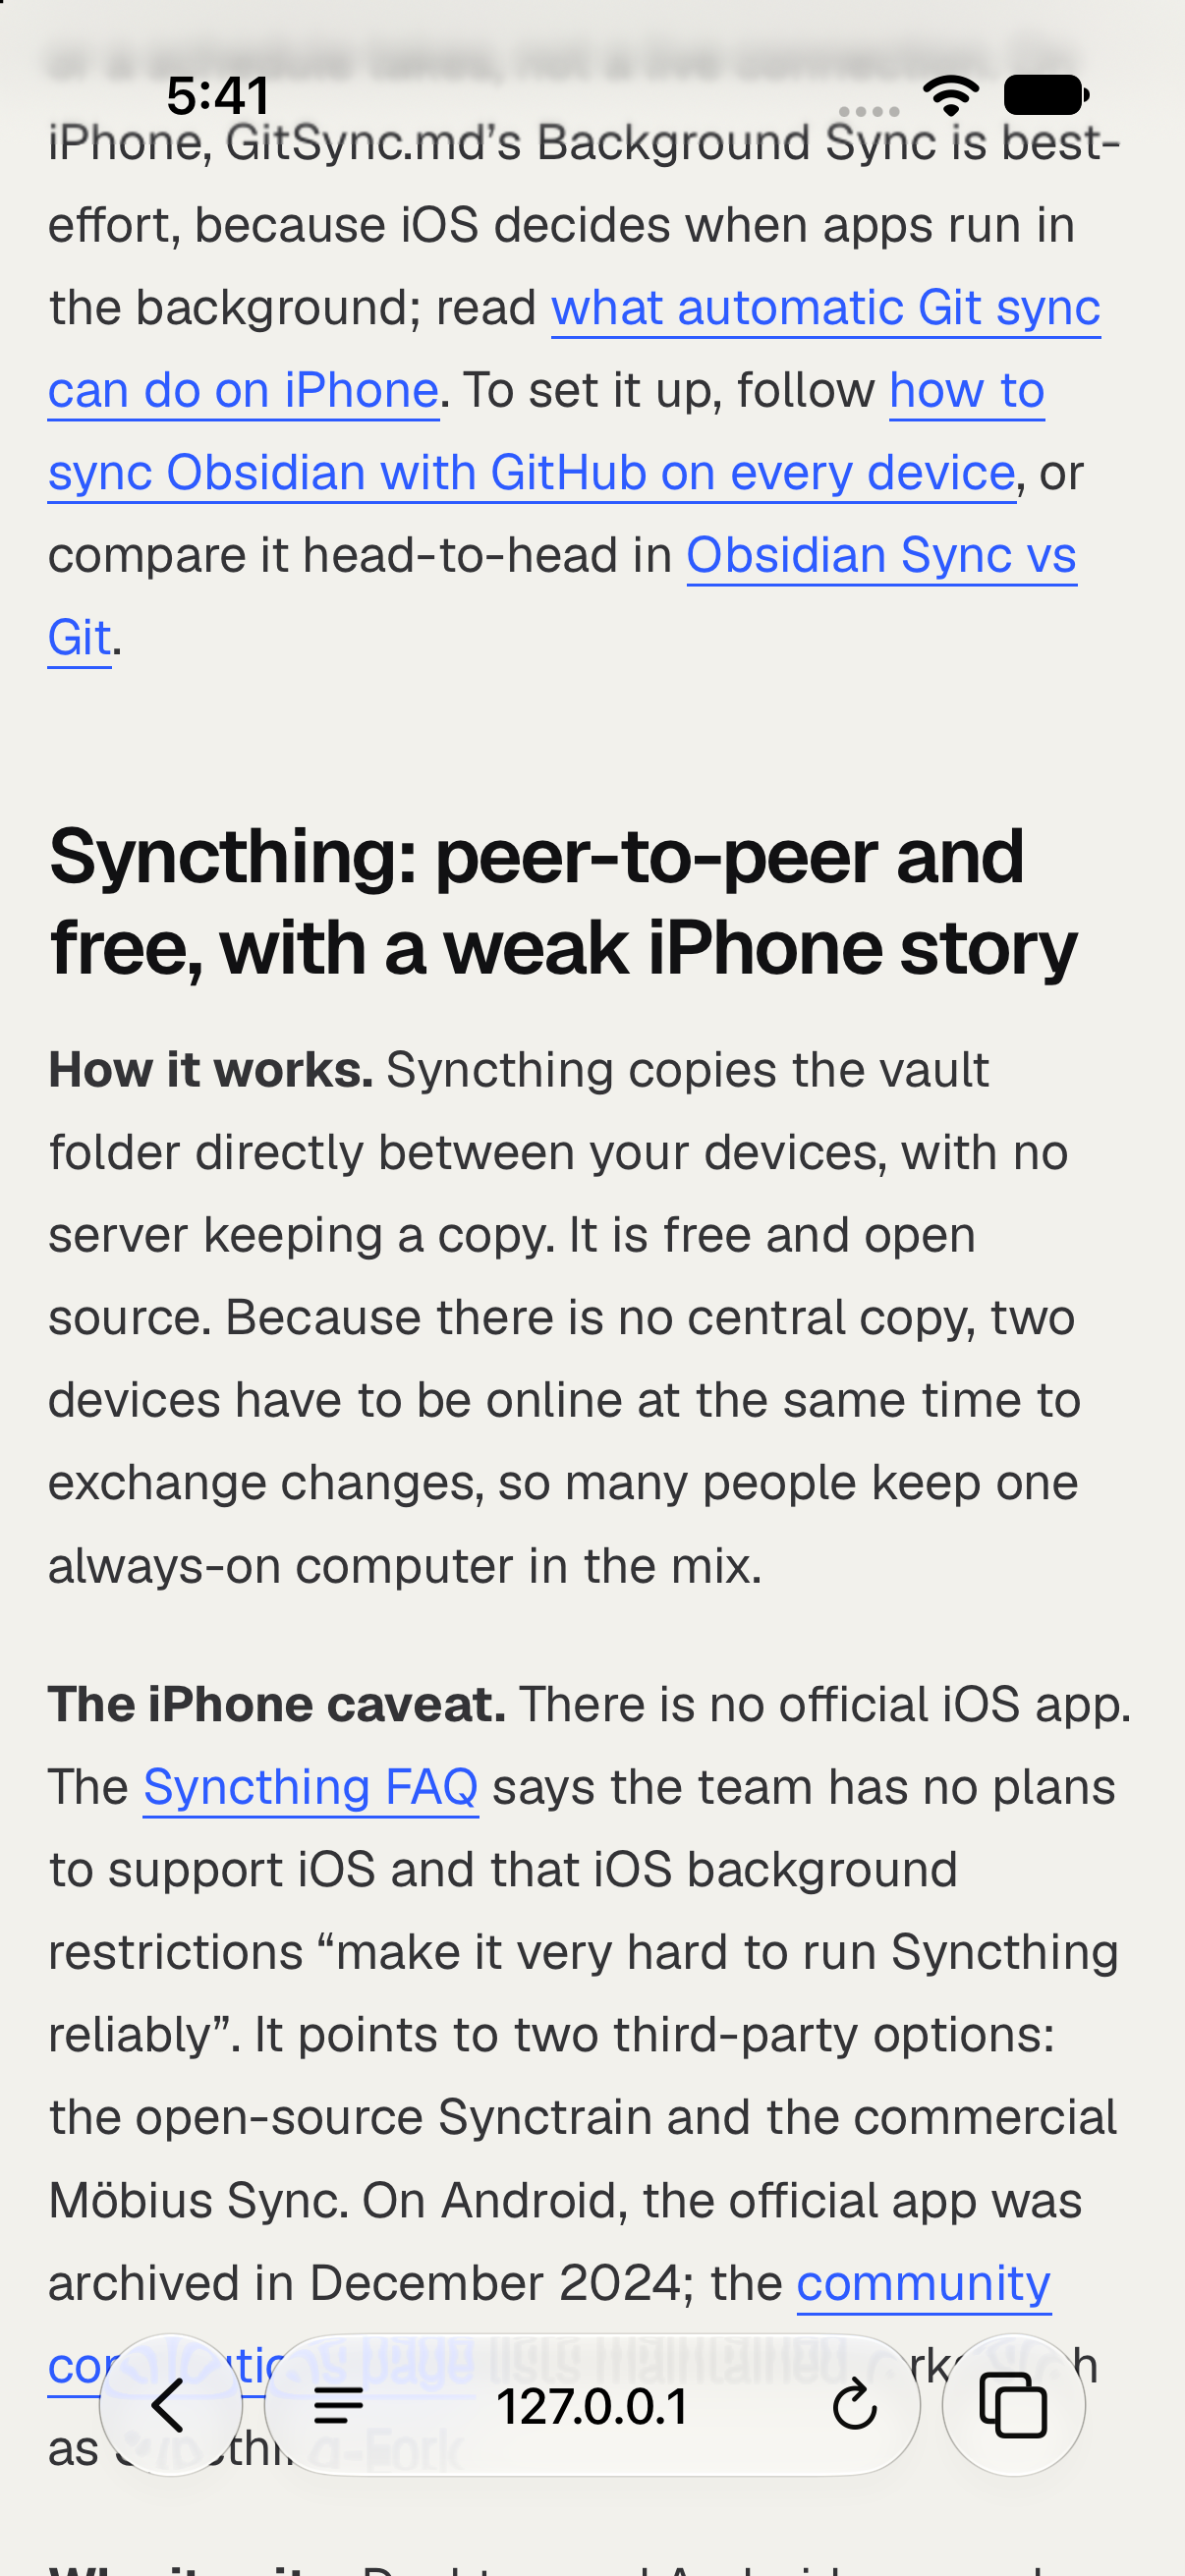 5:41
iPhone, GitSync.md’s Background Sync is best-
effort, because iOS decides when apps run in
the background; read what automatic Git sync
can do on iPhone. To set it up, follow how to
sync Obsidian with GitHub on every device, or
compare it head-to-head in Obsidian Sync vs
Git.
Syncthing: peer-to-peer and
free, with a weak iPhone story
How it works. Syncthing copies the vault
folder directly between your devices, with no
server keeping a copy. It is free and open
source. Because there is no central copy, two
devices have to be online at the same time to
exchange changes, so many people keep one
always-on computer in the mix.
The iPhone caveat. There is no official iOS app.
The Syncthing FAQ says the team has no plans
to support iOS and that iOS background
restrictions “make it very hard to run Syncthing
reliably”. It points to two third-party options:
the open-source Synctrain and the commercial
Möbius Sync. On Android, the official app was
archived in December 2024; the community
as
127.0.0.1